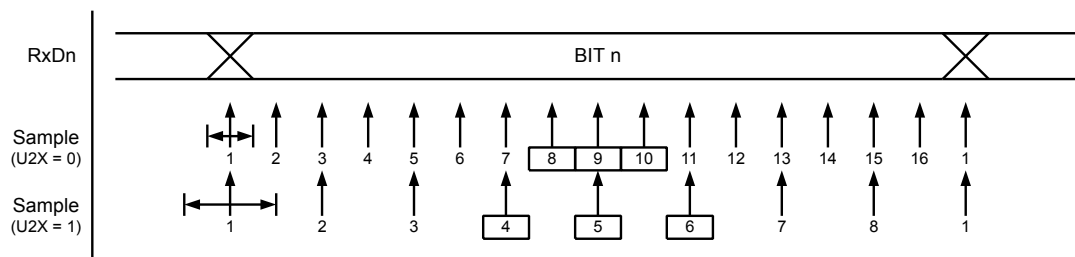 RxDn BIT n
Sample
(U2X = 0) 1 2 3 4 5 6 7 8 9 10 11 12 13 14 15 16 1
Sample
(U2X = 1) 1 2 3 4 5 6 7 8 1